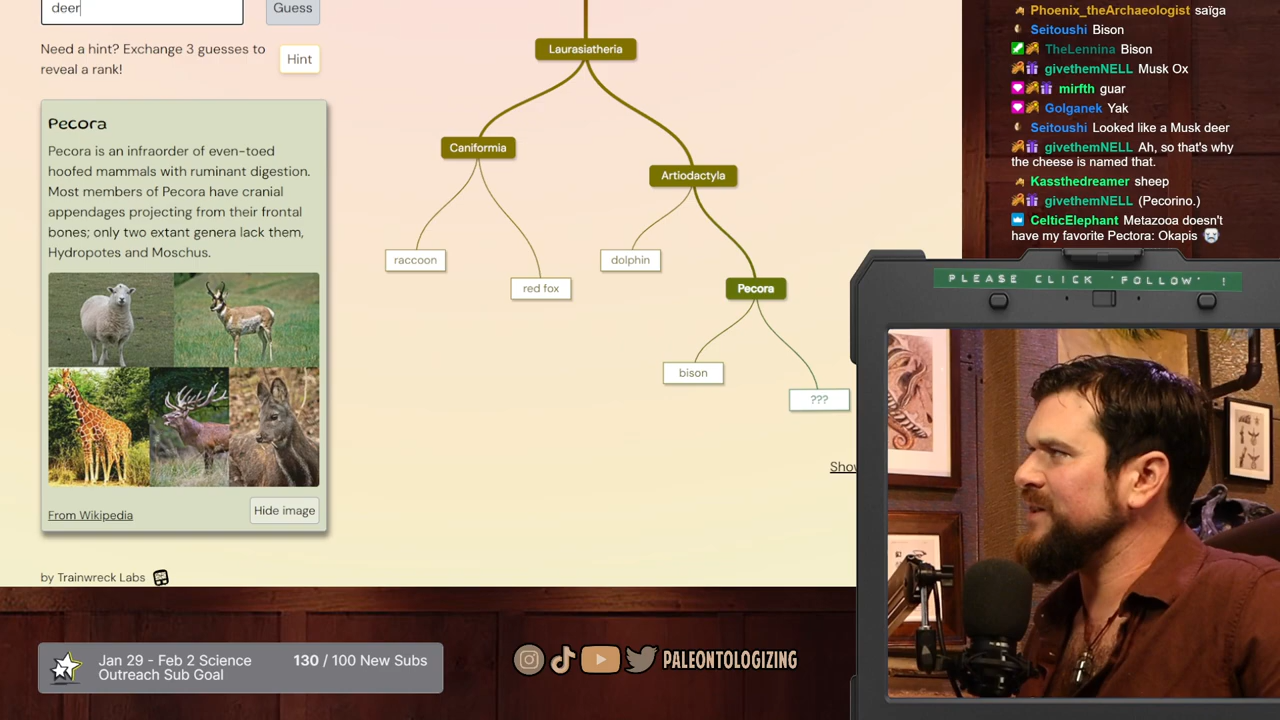 deer
Guess
Need a hint? Exchange 3 guesses to
reveal a rank!
Hint
Pecora
Pecora is an infraorder of even-toed
hoofed mammals with ruminant digestion.
Most members of Pecora have cranial
appendages projecting from their frontal
bones; only two extant genera lack them,
Hydropotes and Moschus.
From Wikipedia
Hide image
by Trainwreck Labs
Laurasiatheria
Caniformia
Artiodactyla
raccoon
red fox
dolphin
Pecora
bison
???
Show
Phoenix_theArchaeologist saïga
Seitoushi Bison
TheLennina Bison
givethemNELL Musk Ox
mirfth guar
Golganek Yak
Seitoushi Looked like a Musk deer
givethemNELL Ah, so that's why
the cheese is named that.
Kassthedreamer sheep
givethemNELL (Pecorino.)
CelticElephant Metazooa doesn't
have my favorite Pectora: Okapis
PLEASE CLICK 'FOLLOW' !
Jan 29 - Feb 2 Science
Outreach Sub Goal
130 / 100 New Subs
PALEONTOLOGIZING